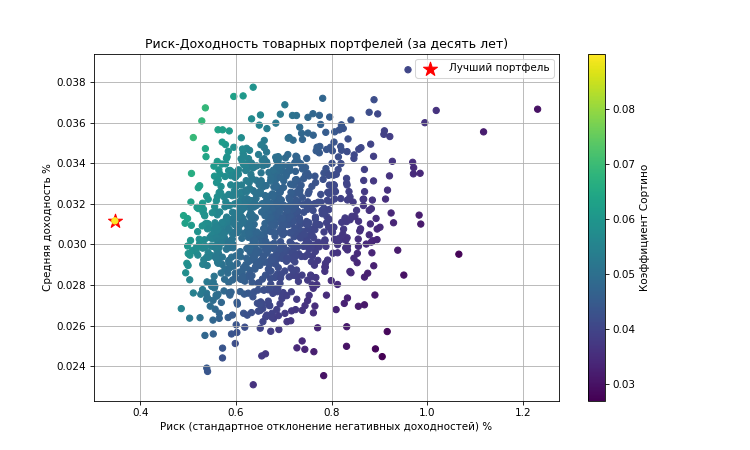 Риск-Доходность товарных портфелей (за десять лет)
Лучший портфель
Средняя доходность %
0.038
0.036
0.034
0.032
0.030
0.028
0.026
0.024
0.4 0.6 0.8 1.0 1.2
Риск (стандартное отклонение негативных доходностей) %
0.08
0.07
0.06
0.05
0.04
0.03
Коэффициент Сортино